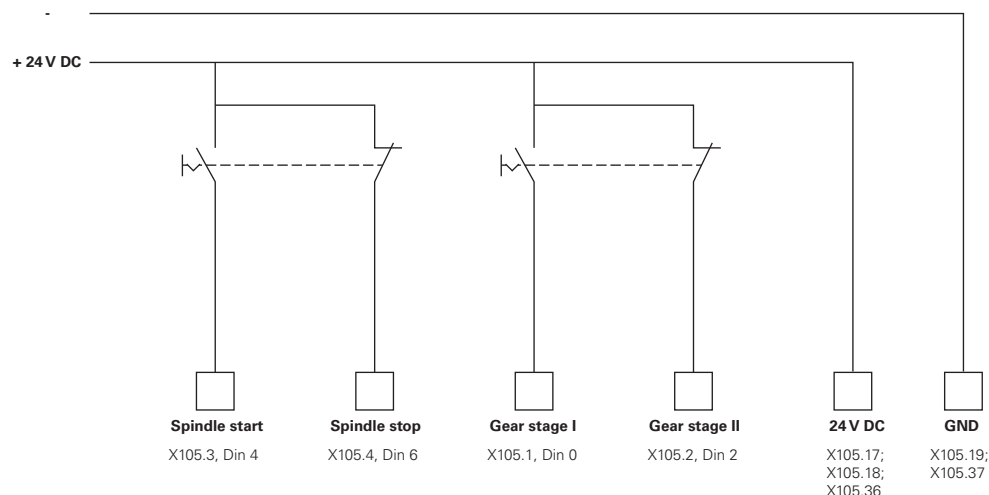 -
+ 24 V DC
Spindle start
X105.3, Din 4
Spindle stop
X105.4, Din 6
Gear stage I
X105.1, Din 0
Gear stage II
X105.2, Din 2
24 V DC
X105.17;
X105.18;
X105.36
GND
X105.19;
X105.37